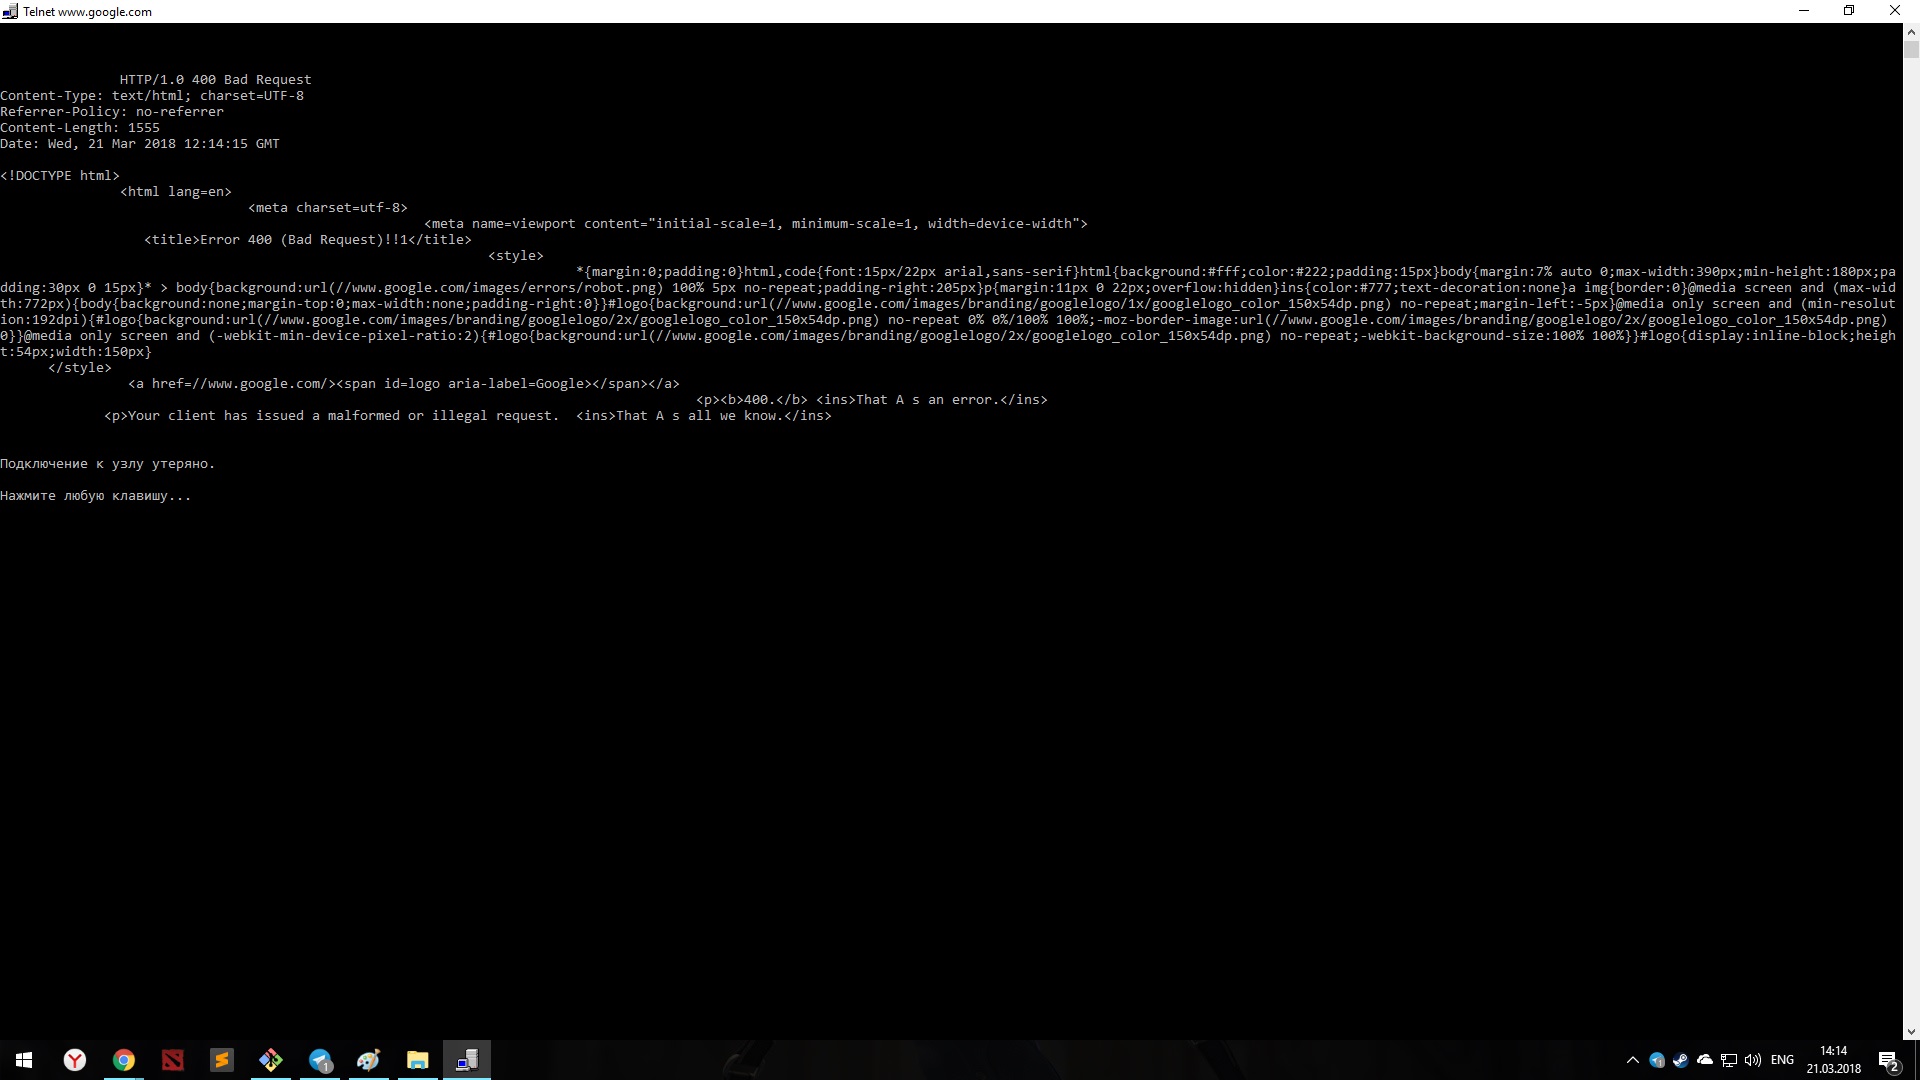 Telnet www.google.com
HTTP/1.0 400 Bad Request
Content-Type: text/html; charset=UTF-8
Referrer-Policy: no-referrer
Content-Length: 1555
Date: Wed, 21 Mar 2018 12:14:15 GMT
<!DOCTYPE html>
<html lang=en>
<meta charset=utf-8>
<meta name=viewport content="initial-scale=1, minimum-scale=1, width=device-width">
<title>Error 400 (Bad Request)!!1</title>
<style>
*{margin:0;padding:0}html,code{font:15px/22px arial,sans-serif}html{background:#fff;color:#222;padding:15px}body{margin:7% auto 0;max-width:390px;min-height:180px;pa
dding:30px 0 15px}* > body{background:url(//www.google.com/images/errors/robot.png) 100% 5px no-repeat;padding-right:205px}p{margin:11px 0 22px;overflow:hidden}ins{color:#777;text-decoration:none}a img{border:0}@media screen and (max-wid
th:772px){body{background:none;margin-top:0;max-width:none;padding-right:0}}#logo{background:url(//www.google.com/images/branding/googlelogo/1x/googlelogo_color_150x54dp.png) no-repeat;margin-left:-5px}@media only screen and (min-resolut
ion:192dpi){#logo{background:url(//www.google.com/images/branding/googlelogo/2x/googlelogo_color_150x54dp.png) no-repeat 0% 0%/100% 100%;-moz-border-image:url(//www.google.com/images/branding/googlelogo/2x/googlelogo_color_150x54dp.png) 
0}}@media only screen and (-webkit-min-device-pixel-ratio:2){#logo{background:url(//www.google.com/images/branding/googlelogo/2x/googlelogo_color_150x54dp.png) no-repeat;-webkit-background-size:100% 100%}}#logo{display:inline-block;heigh
t:54px;width:150px}
</style>
<a href=//www.google.com/><span id=logo aria-label=Google></span></a>
<p><b>400.</b> <ins>That A s an error.</ins>
<p>Your client has issued a malformed or illegal request.  <ins>That A s all we know.</ins>
Подключение к узлу утеряно.
Нажмите любую клавишу...
1
ENG
14:14
21.03.2018
2